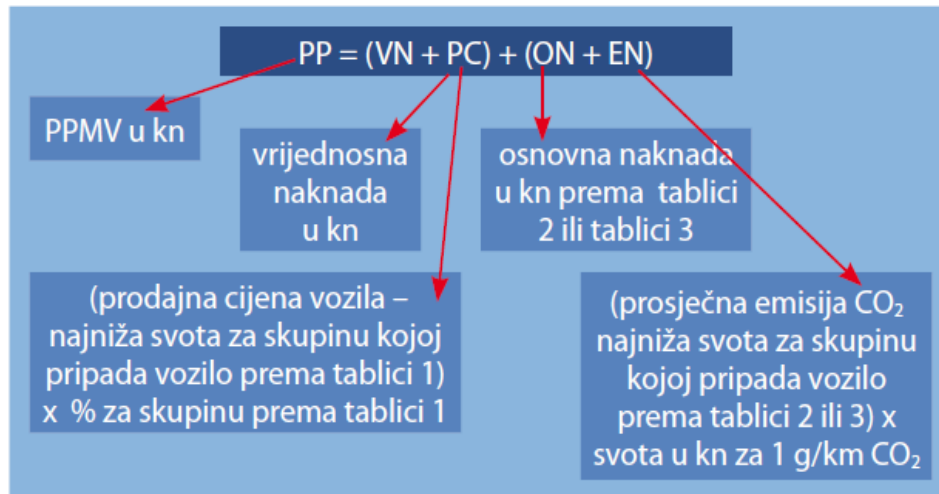 PP = (VN + PC) + (ON + EN)
PPMV u kn
vrijednosna
naknada
u kn
osnovna naknada
u kn prema tablici
2 ili tablici 3
(prodajna cijena vozila –
najniža svota za skupinu kojoj
pripada vozilo prema tablici 1)
x % za skupinu prema tablici 1
(prosječna emisija CO₂
najniža svota za skupinu
kojoj pripada vozilo
prema tablici 2 ili 3) x
svota u kn za 1 g/km CO₂